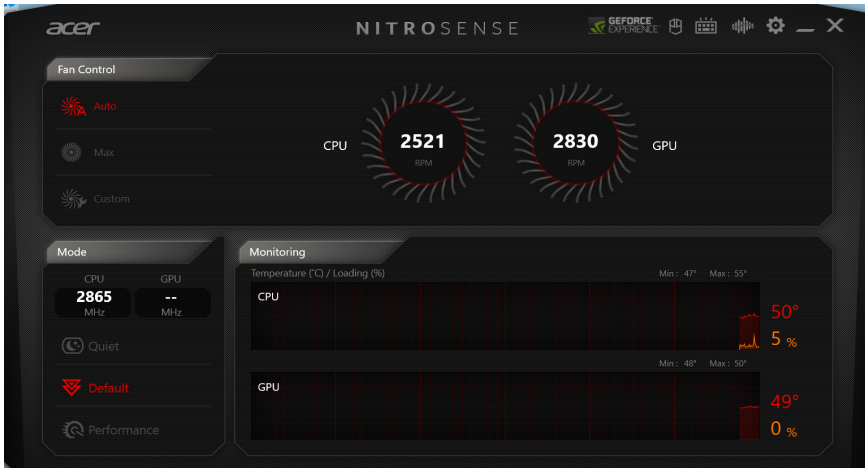 acer
NITROSENSE
GEFORCE
EXPERIENCE
Fan Control
Auto
Max
Custom
CPU
2521
RPM
2830
RPM
GPU
Mode
CPU
GPU
2865
--
MHz
MHz
Quiet
Default
Performance
Monitoring
Temperature (°C) / Loading (%)
Min : 47° Max : 55°
CPU
50°
5 %
Min : 48° Max : 50°
GPU
49°
0 %